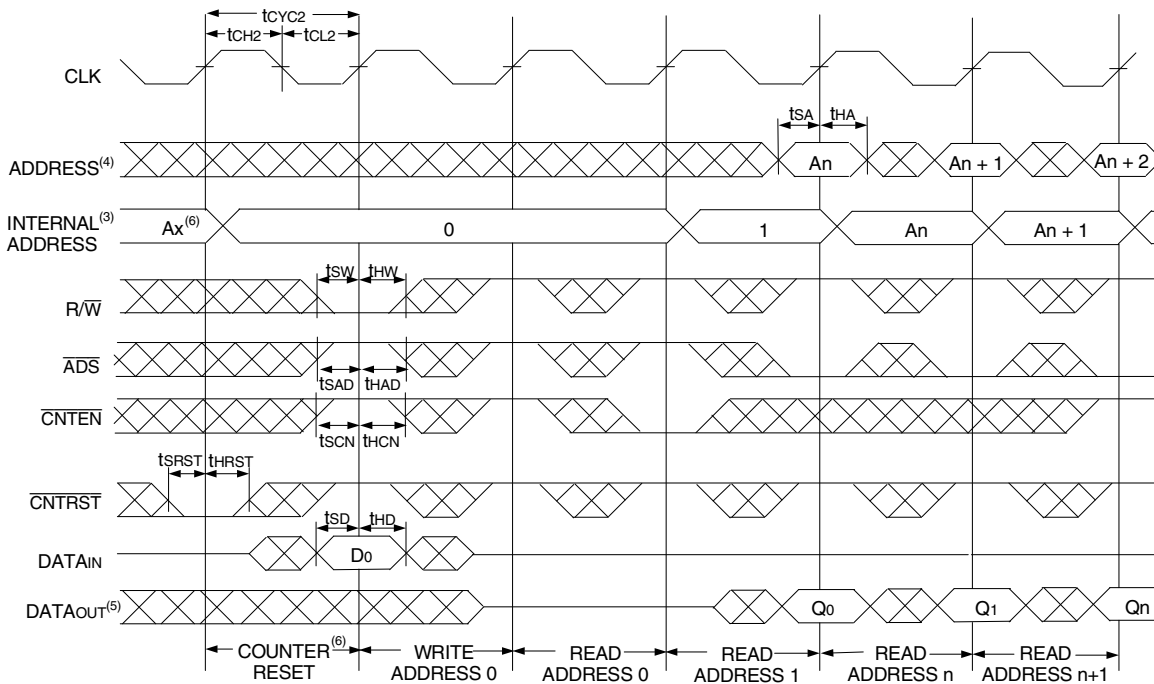 tCYC2
tCH2 tCL2
CLK
tSA tHA
ADDRESS(4) An An + 1 An + 2
INTERNAL(3) ADDRESS Ax(6) 0 1 An An + 1
tSW tHW
R/W̅
A̅D̅S̅
tSAD tHAD
C̅N̅T̅E̅N̅
tSCN tHCN
tSRST tHRST
C̅N̅T̅R̅S̅T̅
tSD tHD
DATAIN D0
DATAOUT(5) Q0 Q1 Qn
COUNTER(6) RESET
WRITE ADDRESS 0
READ ADDRESS 0
READ ADDRESS 1
READ ADDRESS n
READ ADDRESS n+1